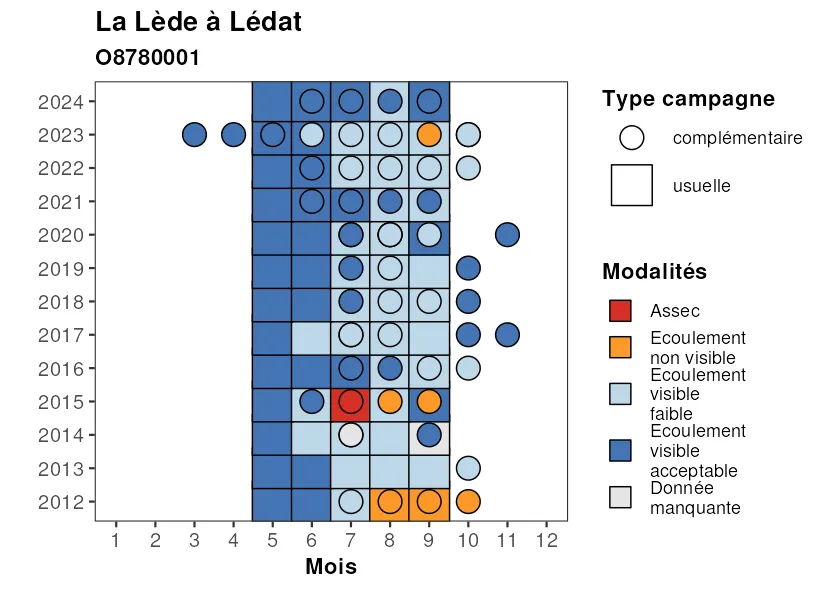 La Lède à Lédat
O8780001
2024
2023
2022
2021
2020
2019
2018
2017
2016
2015
2014
2013
2012
1 2 3 4 5 6 7 8 9 10 11 12
Mois
Type campagne
complémentaire
usuelle
Modalités
Assec
Ecoulement
non visible
Ecoulement
visible
faible
Ecoulement
visible
acceptable
Donnée
manquante